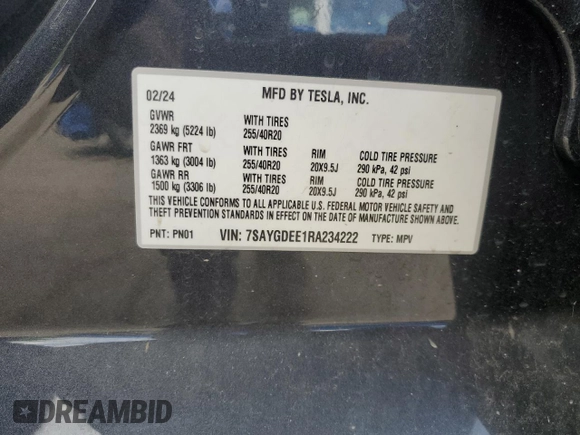 02/24 MFD BY TESLA, INC.
GVWR WITH TIRES
2369 kg (5224 lb) 255/40R20
GAWR FRT WITH TIRES RIM COLD TIRE PRESSURE
1363 kg (3004 lb) 255/40R20 20X9.5J 290 kPa, 42 psi
GAWR RR WITH TIRES RIM COLD TIRE PRESSURE
1500 kg (3306 lb) 255/40R20 20X9.5J 290 kPa, 42 psi
THIS VEHICLE CONFORMS TO ALL APPLICABLE U.S. FEDERAL MOTOR VEHICLE SAFETY AND
THEFT PREVENTION STANDARDS IN EFFECT ON THE DATE OF MANUFACTURE SHOWN ABOVE.
PNT: PN01 VIN: 7SAYGDEE1RA234222 TYPE: MPV
DREAMBID